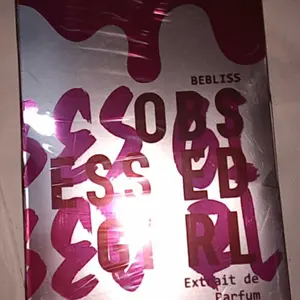 BEBLISS
OBS
ESSED
GIRL
Extrait de
Parfum